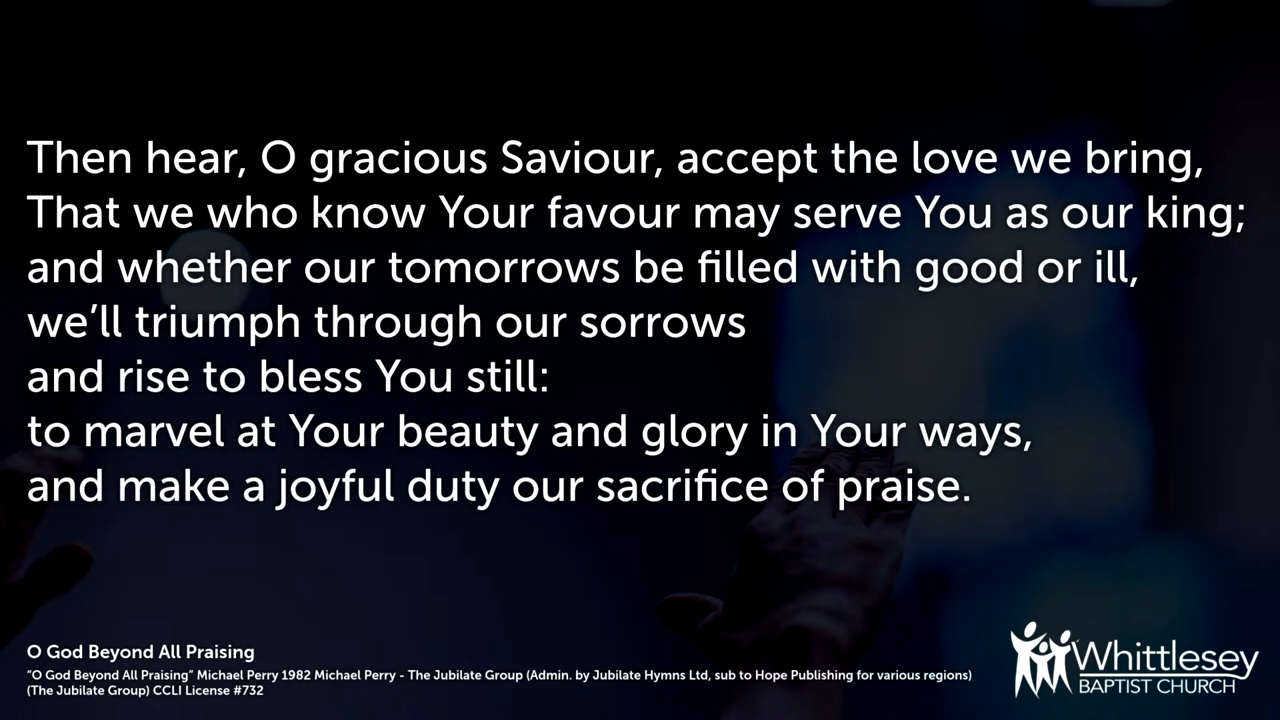 Then hear, O gracious Saviour, accept the love we bring,
That we who know Your favour may serve You as our king;
and whether our tomorrows be filled with good or ill,
we’ll triumph through our sorrows
and rise to bless You still:
to marvel at Your beauty and glory in Your ways,
and make a joyful duty our sacrifice of praise.
O God Beyond All Praising
“O God Beyond All Praising” Michael Perry 1982 Michael Perry - The Jubilate Group (Admin. by Jubilate Hymns Ltd, sub to Hope Publishing for various regions)
(The Jubilate Group) CCLI License #732
Whittlesey
BAPTIST CHURCH